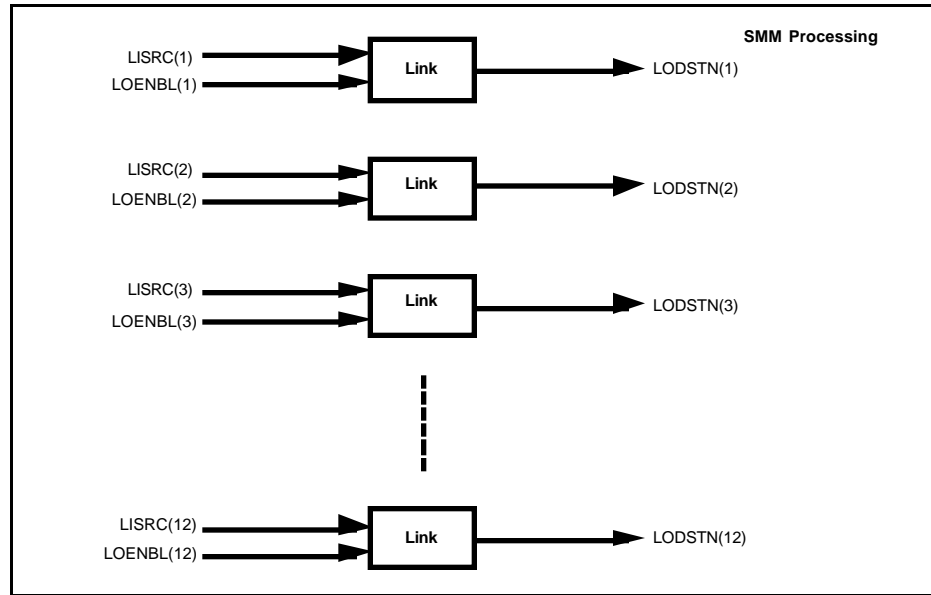 SMM Processing
LISRC(1)
LOENBL(1)
Link
LODSTN(1)
LISRC(2)
LOENBL(2)
Link
LODSTN(2)
LISRC(3)
LOENBL(3)
Link
LODSTN(3)
LISRC(12)
LOENBL(12)
Link
LODSTN(12)